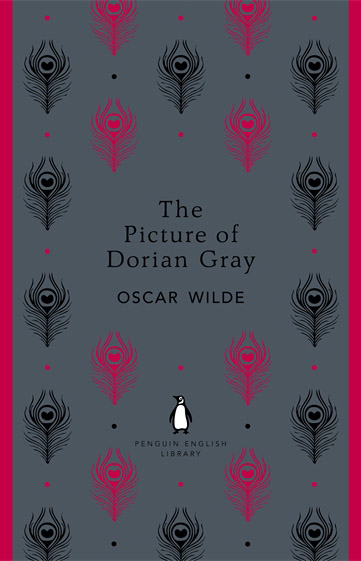 The
Picture of
Dorian Gray
OSCAR WILDE
PENGUIN ENGLISH
LIBRARY